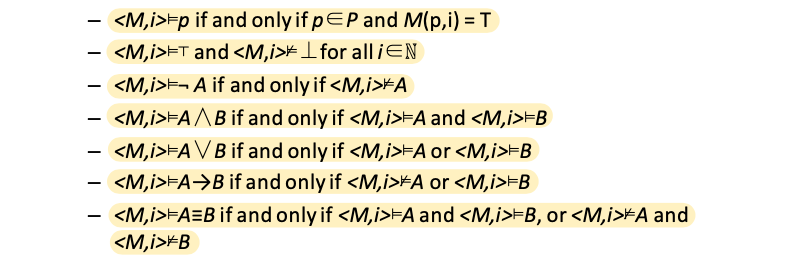 – <M,i>⊨p if and only if p∈P and M(p,i) = T
– <M,i>⊨⊤ and <M,i>⊭⊥ for all i∈ℕ
– <M,i>⊨¬ A if and only if <M,i>⊭A
– <M,i>⊨A∧B if and only if <M,i>⊨A and <M,i>⊨B
– <M,i>⊨A∨B if and only if <M,i>⊨A or <M,i>⊨B
– <M,i>⊨A→B if and only if <M,i>⊭A or <M,i>⊨B
– <M,i>⊨A≡B if and only if <M,i>⊨A and <M,i>⊨B, or <M,i>⊭A and
<M,i>⊭B